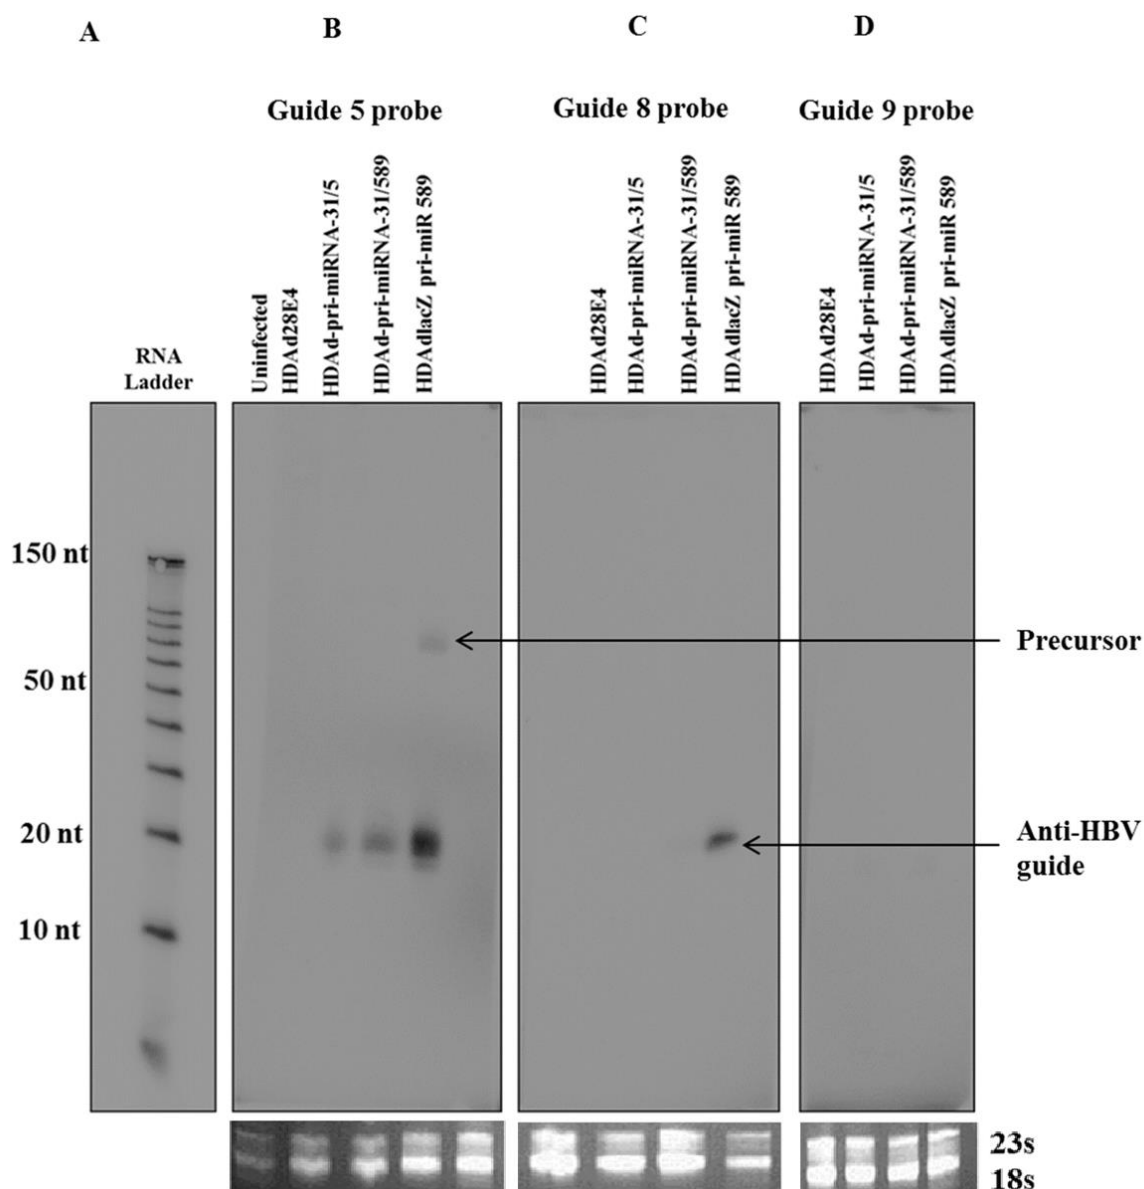 A
B
C
D
Guide 5 probe
Guide 8 probe
Guide 9 probe
Uninfected
HDAd28E4
HDAd-pri-miRNA-31/5
HDAd-pri-miRNA-31/589
HDAdlacZ pri-miR 589
HDAd28E4
HDAd-pri-miRNA-31/5
HDAd-pri-miRNA-31/589
HDAdlacZ pri-miR 589
HDAd28E4
HDAd-pri-miRNA-31/5
HDAd-pri-miRNA-31/589
HDAdlacZ pri-miR 589
RNA
Ladder
150 nt
50 nt
20 nt
10 nt
Precursor
Anti-HBV
guide
23s
18s